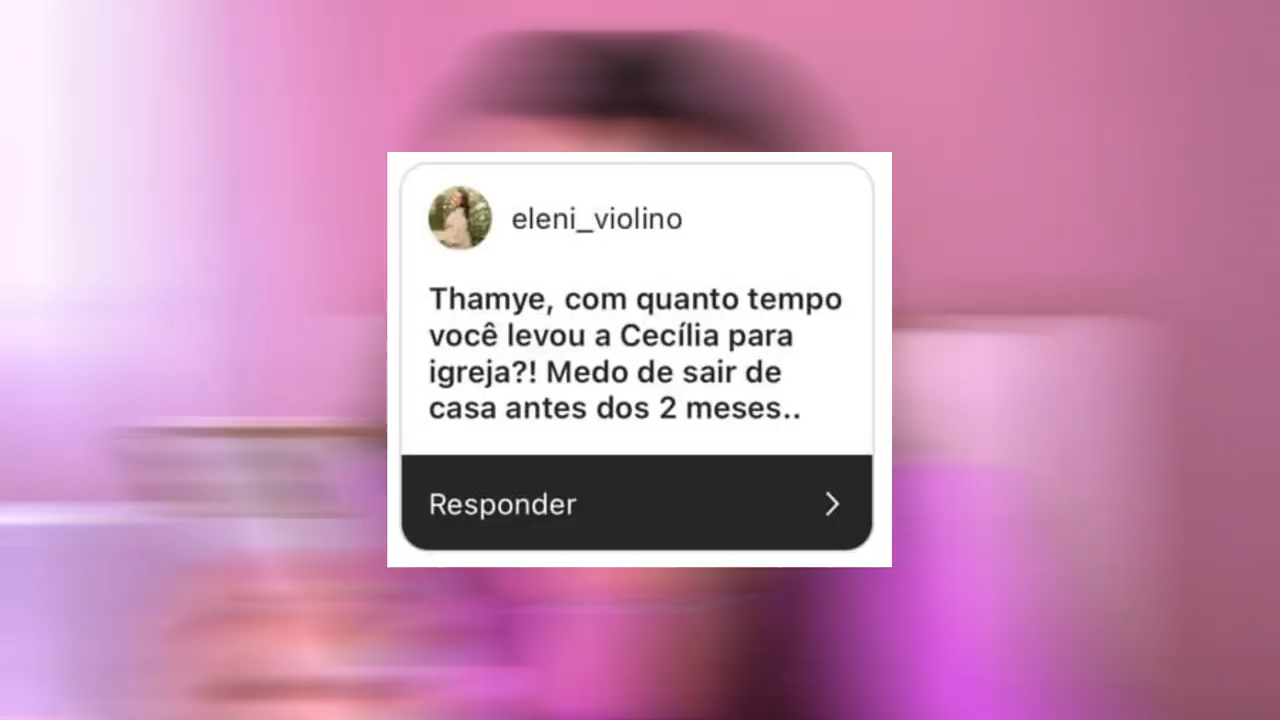 eleni_violino
Thamye, com quanto tempo
você levou a Cecília para
igreja?! Medo de sair de
casa antes dos 2 meses..
Responder